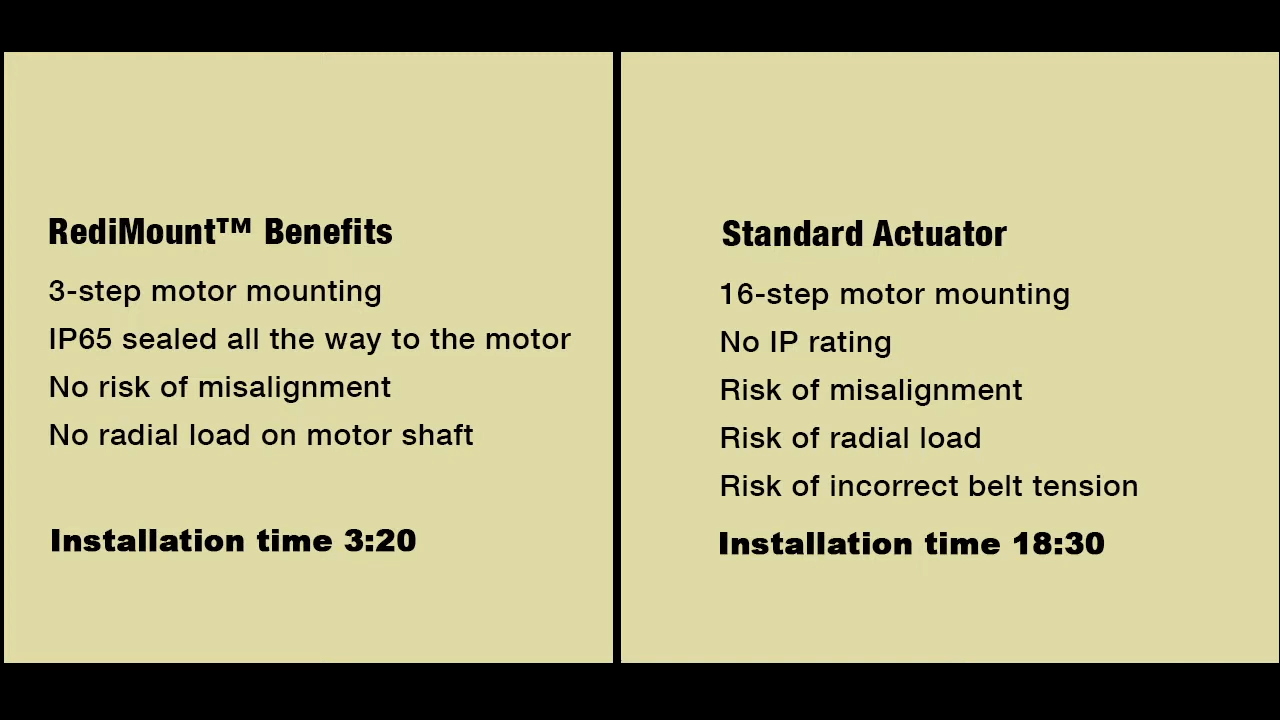 RediMount™ Benefits
3-step motor mounting
IP65 sealed all the way to the motor
No risk of misalignment
No radial load on motor shaft
Installation time 3:20
Standard Actuator
16-step motor mounting
No IP rating
Risk of misalignment
Risk of radial load
Risk of incorrect belt tension
Installation time 18:30